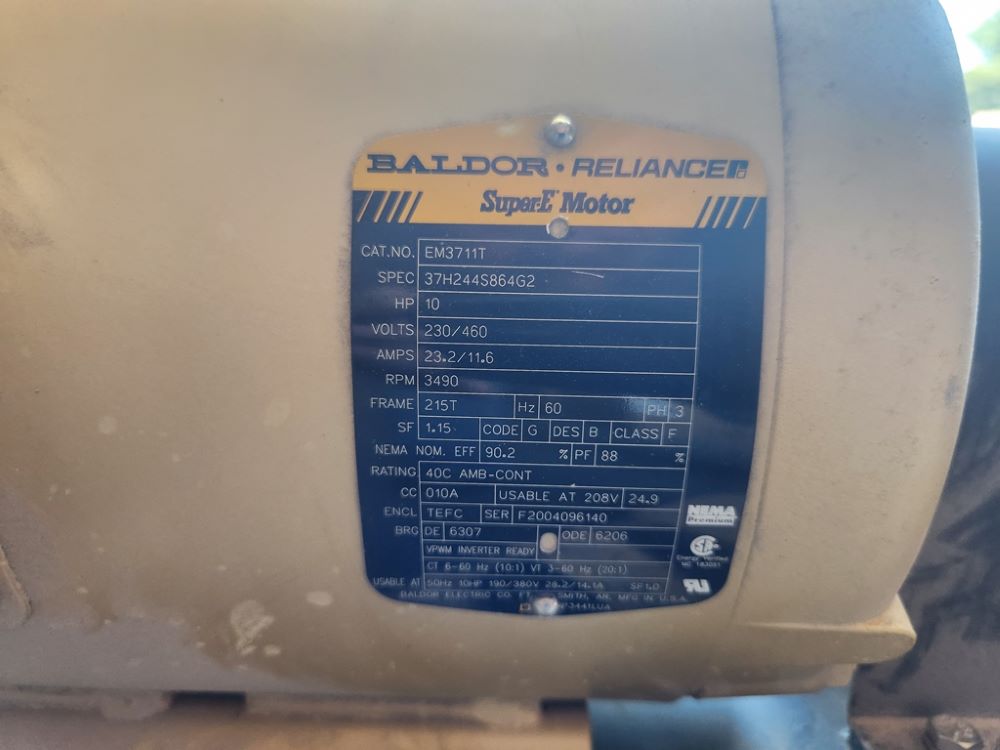 BALDOR • RELIANCE
Super-E Motor
CAT.NO. EM3711T
SPEC 37H244S864G2
HP 10
VOLTS 230/460
AMPS 23.2/11.6
RPM 3490
FRAME 215T Hz 60 PH 3
SF 1.15 CODE G DES B CLASS F
NEMA NOM. EFF 90.2 % PF 88 %
RATING 40C AMB-CONT
CC 010A USABLE AT 208V 24.9
ENCL TEFC SER F2004096140
BRG DE 6307 ODE 6206
VPWM INVERTER READY
CT 6-60 Hz (10:1) VT 3-60 Hz (20:1)
USABLE AT 50Hz 10HP 190/380V 28.2/14.1A SF1.0
BALDOR ELECTRIC CO. FT. SMITH, AR. MFG IN U.S.A.
NEMA
Premium
Energy Verified